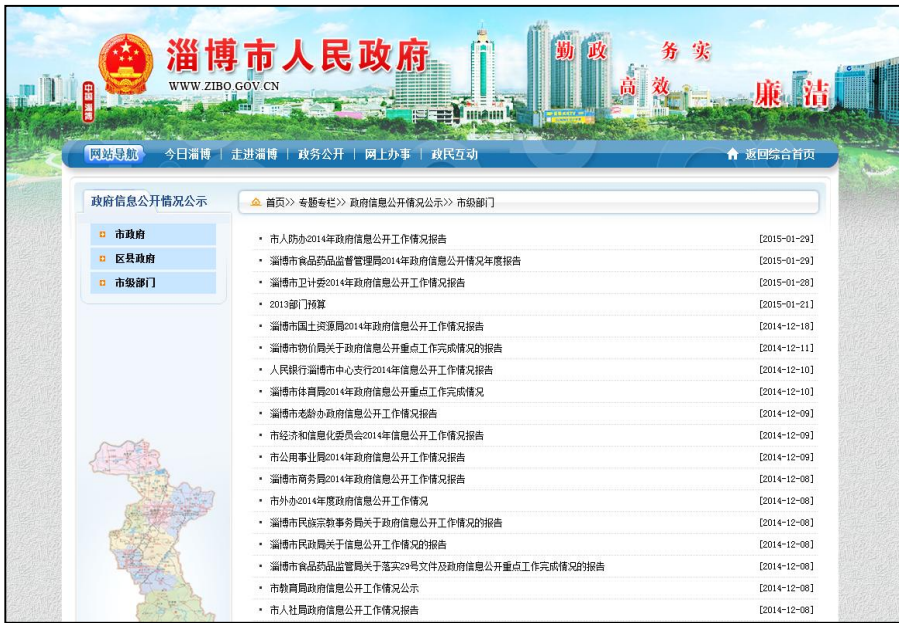 淄博市人民政府
WWW.ZIBO.GOV.CN
中国淄博
勤政 务实
高效 廉洁
网站导航 今日淄博 | 走进淄博 | 政务公开 | 网上办事 | 政民互动 返回综合首页
政府信息公开情况公示
市政府
区县政府
市级部门
首页>> 专题专栏>> 政府信息公开情况公示>> 市级部门
市人防办2014年政府信息公开工作情况报告 [2015-01-29]
淄博市食品药品监督管理局2014年政府信息公开情况年度报告 [2015-01-29]
淄博市卫计委2014年政府信息公开工作情况报告 [2015-01-28]
2013部门预算 [2015-01-21]
淄博市国土资源局2014年政府信息公开工作情况报告 [2014-12-18]
淄博市物价局关于政府信息公开重点工作完成情况的报告 [2014-12-11]
人民银行淄博市中心支行2014年信息公开工作情况报告 [2014-12-10]
淄博市体育局2014年政府信息公开重点工作完成情况 [2014-12-10]
淄博市老龄办政府信息公开工作情况报告 [2014-12-09]
市经济和信息化委员会2014年信息公开工作情况报告 [2014-12-09]
市公用事业局2014年政府信息公开工作情况报告 [2014-12-09]
淄博市商务局2014年政府信息公开工作情况报告 [2014-12-08]
市外办2014年度政府信息公开工作情况 [2014-12-08]
淄博市民族宗教事务局关于政府信息公开工作情况的报告 [2014-12-08]
淄博市民政局关于信息公开工作情况的报告 [2014-12-08]
淄博市食品药品监管局关于落实29号文件及政府信息公开重点工作完成情况的报告 [2014-12-08]
市教育局政府信息公开工作情况公示 [2014-12-08]
市人社局政府信息公开工作情况报告 [2014-12-08]